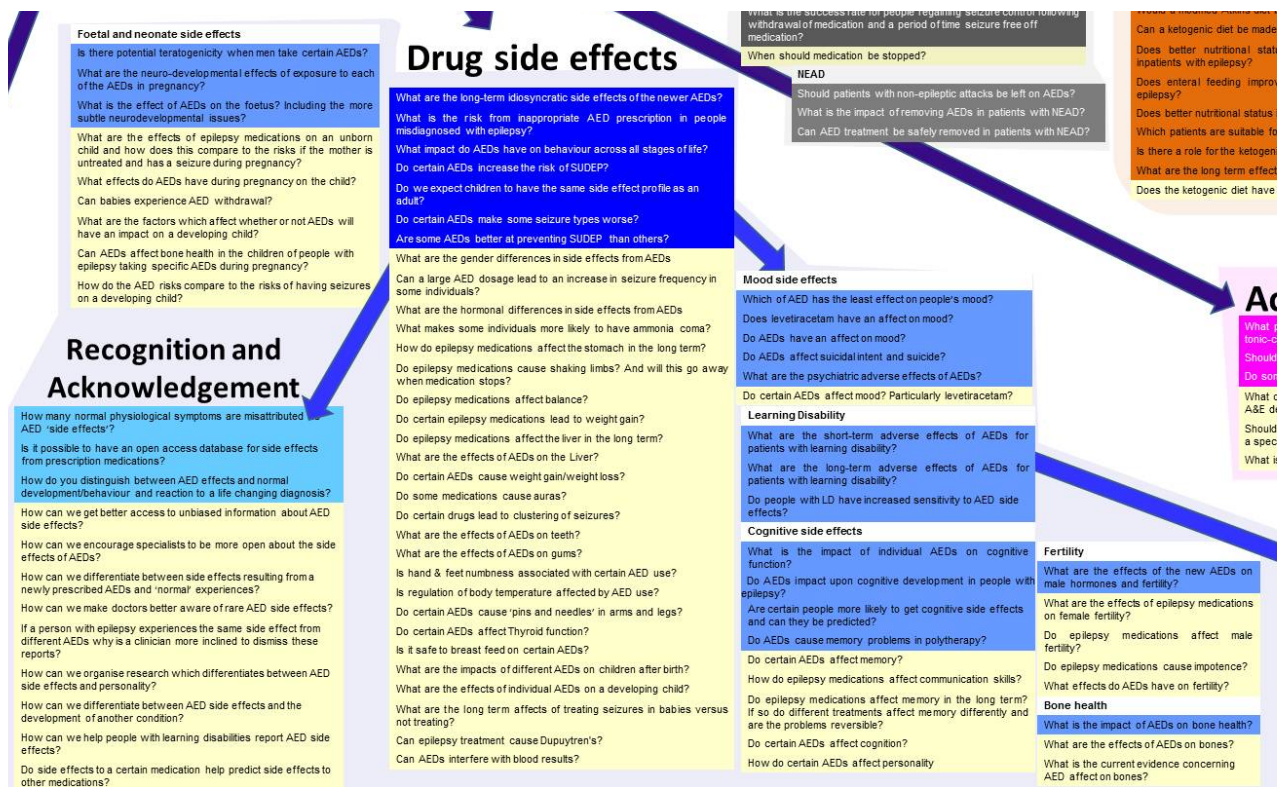 Foetal and neonate side effects
Is there potential teratogenicity when men take certain AEDs?
What are the neuro-developmental effects of exposure to each
of the AEDs in pregnancy?
What is the effect of AEDs on the foetus? Including the more
subtle neurodevelopmental issues?
What are the effects of epilepsy medications on an unborn
child and how does this compare to the risks if the mother is
untreated and has a seizure during pregnancy?
What effects do AEDs have during pregnancy on the child?
Can babies experience AED withdrawal?
What are the factors which affect whether or not AEDs will
have an impact on a developing child?
Can AEDs affect bone health in the children of people with
epilepsy taking specific AEDs during pregnancy?
How do the AED risks compare to the risks of having seizures
on a developing child?
Recognition and
Acknowledgement
How many normal physiological symptoms are misattributed
AED 'side effects'?
Is it possible to have an open access database for side effects
from prescription medications?
How do you distinguish between AED effects and normal
development/behaviour and reaction to a life changing diagnosis?
How can we get better access to unbiased information about AED
side effects?
How can we encourage specialists to be more open about the side
effects of AEDs?
How can we differentiate between side effects resulting from a
newly prescribed AEDs and 'normal' experiences?
How can we make doctors better aware of rare AED side effects?
If a person with epilepsy experiences the same side effect from
different AEDs why is a clinician more inclined to dismiss these
reports?
How can we organise research which differentiates between AED
side effects and personality?
How can we differentiate between AED side effects and the
development of another condition?
How can we help people with learning disabilities report AED side
effects?
Do side effects to a certain medication help predict side effects to
other medications?
Drug side effects
What are the long-term idiosyncratic side effects of the newer AEDs?
What is the risk from inappropriate AED prescription in people
misdiagnosed with epilepsy?
What impact do AEDs have on behaviour across all stages of life?
Do certain AEDs increase the risk of SUDEP?
Do we expect children to have the same side effect profile as an
adult?
Do certain AEDs make some seizure types worse?
Are some AEDs better at preventing SUDEP than others?
What are the gender differences in side effects from AEDs
Can a large AED dosage lead to an increase in seizure frequency in
some individuals?
What are the hormonal differences in side effects from AEDs
What makes some individuals more likely to have ammonia coma?
How do epilepsy medications affect the stomach in the long term?
Do epilepsy medications cause shaking limbs? And will this go away
when medication stops?
Do epilepsy medications affect balance?
Do certain epilepsy medications lead to weight gain?
Do epilepsy medications affect the liver in the long term?
What are the effects of AEDs on the Liver?
Do certain AEDs cause weight gain/weight loss?
Do some medications cause auras?
Do certain drugs lead to clustering of seizures?
What are the effects of AEDs on teeth?
What are the effects of AEDs on gums?
Is hand & feet numbness associated with certain AED use?
Is regulation of body temperature affected by AED use?
Do certain AEDs cause 'pins and needles' in arms and legs?
Do certain AEDs affect Thyroid function?
Is it safe to breast feed on certain AEDs?
What are the impacts of different AEDs on children after birth?
What are the effects of individual AEDs on a developing child?
What are the long term affects of treating seizures in babies versus
not treating?
Can epilepsy treatment cause Dupuytren's?
Can AEDs interfere with blood results?
What is the success rate for people regaining seizure control following
withdrawal of medication and a period of time seizure free off
medication?
When should medication be stopped?
NEAD
Should patients with non-epileptic attacks be left on AEDs?
What is the impact of removing AEDs in patients with NEAD?
Can AED treatment be safely removed in patients with NEAD?
Mood side effects
Which of AED has the least effect on people's mood?
Does levetiracetam have an affect on mood?
Do AEDs have an affect on mood?
Do AEDs affect suicidal intent and suicide?
What are the psychiatric adverse effects of AEDs?
Do certain AEDs affect mood? Particularly levetiracetam?
Learning Disability
What are the short-term adverse effects of AEDs for
patients with learning disability?
What are the long-term adverse effects of AEDs for
patients with learning disability?
Do people with LD have increased sensitivity to AED side
effects?
Cognitive side effects
What is the impact of individual AEDs on cognitive
function?
Do AEDs impact upon cognitive development in people with
epilepsy?
Are certain people more likely to get cognitive side effects
and can they be predicted?
Do AEDs cause memory problems in polytherapy?
Do certain AEDs affect memory?
How do epilepsy medications affect communication skills?
Do epilepsy medications affect memory in the long term?
If so do different treatments affect memory differently and
are the problems reversible?
Do certain AEDs affect cognition?
How do certain AEDs affect personality
Fertility
What are the effects of the new AEDs on
male hormones and fertility?
What are the effects of epilepsy medications
on female fertility?
Do epilepsy medications affect male
fertility?
Do epilepsy medications cause impotence?
What effects do AEDs have on fertility?
Bone health
What is the impact of AEDs on bone health?
What are the effects of AEDs on bones?
What is the current evidence concerning
AED affect on bones?
Can a ketogenic diet be made
Does better nutritional
inpatients with epilepsy?
Does enteral feeding
epilepsy?
Does better nutritional status
Which patients are suitable
Is there a role for the
What are the long term effect
Does the ketogenic diet have
What
tonic-
Should
Do
What
A&E
Should
a
What